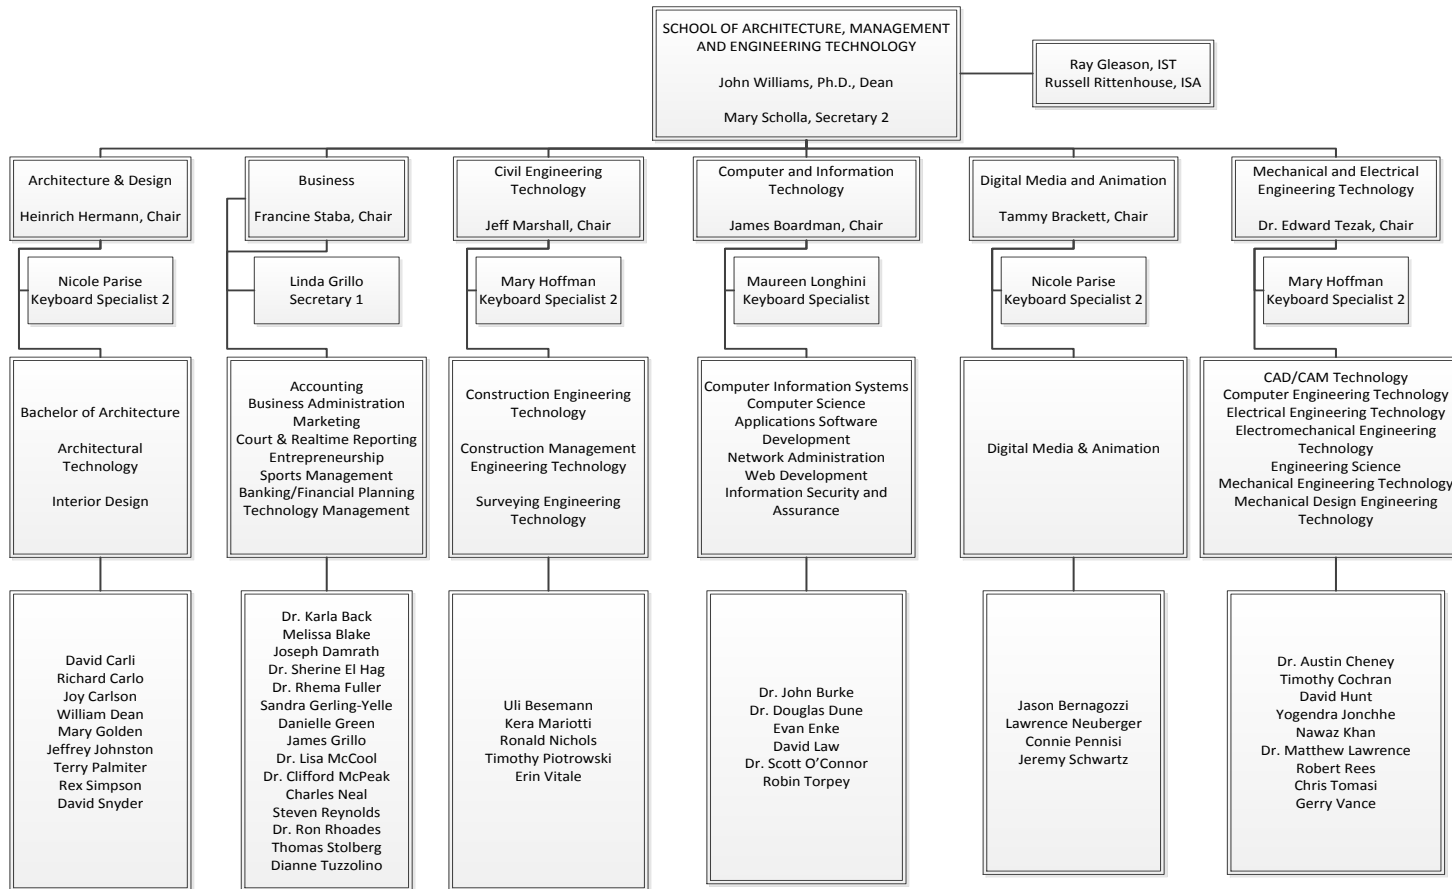 SCHOOL OF ARCHITECTURE, MANAGEMENT
AND ENGINEERING TECHNOLOGY
John Williams, Ph.D., Dean
Mary Scholla, Secretary 2
Ray Gleason, IST
Russell Rittenhouse, ISA
Architecture & Design
Heinrich Hermann, Chair
Business
Francine Staba, Chair
Civil Engineering
Technology
Jeff Marshall, Chair
Computer and Information
Technology
James Boardman, Chair
Digital Media and Animation
Tammy Brackett, Chair
Mechanical and Electrical
Engineering Technology
Dr. Edward Tezak, Chair
Nicole Parise
Keyboard Specialist 2
Linda Grillo
Secretary 1
Mary Hoffman
Keyboard Specialist 2
Maureen Longhini
Keyboard Specialist
Nicole Parise
Keyboard Specialist 2
Mary Hoffman
Keyboard Specialist 2
Bachelor of Architecture
Architectural
Technology
Interior Design
Accounting
Business Administration
Marketing
Court & Realtime Reporting
Entrepreneurship
Sports Management
Banking/Financial Planning
Technology Management
Construction Engineering
Technology
Construction Management
Engineering Technology
Surveying Engineering
Technology
Computer Information Systems
Computer Science
Applications Software
Development
Network Administration
Web Development
Information Security and
Assurance
Digital Media & Animation
CAD/CAM Technology
Computer Engineering Technology
Electrical Engineering Technology
Electromechanical Engineering
Technology
Engineering Science
Mechanical Engineering Technology
Mechanical Design Engineering
Technology
David Carli
Richard Carlo
Joy Carlson
William Dean
Mary Golden
Jeffrey Johnston
Terry Palmiter
Rex Simpson
David Snyder
Dr. Karla Back
Melissa Blake
Joseph Damrath
Dr. Sherine El Hag
Dr. Rhema Fuller
Sandra Gerling-Yelle
Danielle Green
James Grillo
Dr. Lisa McCool
Dr. Clifford McPeak
Charles Neal
Steven Reynolds
Dr. Ron Rhoades
Thomas Stolberg
Dianne Tuzzolino
Uli Besemann
Kera Mariotti
Ronald Nichols
Timothy Piotrowski
Erin Vitale
Dr. John Burke
Dr. Douglas Dune
Evan Enke
David Law
Dr. Scott O’Connor
Robin Torpey
Jason Bernagozzi
Lawrence Neuberger
Connie Pennisi
Jeremy Schwartz
Dr. Austin Cheney
Timothy Cochran
David Hunt
Yogendra Jonchhe
Nawaz Khan
Dr. Matthew Lawrence
Robert Rees
Chris Tomasi
Gerry Vance